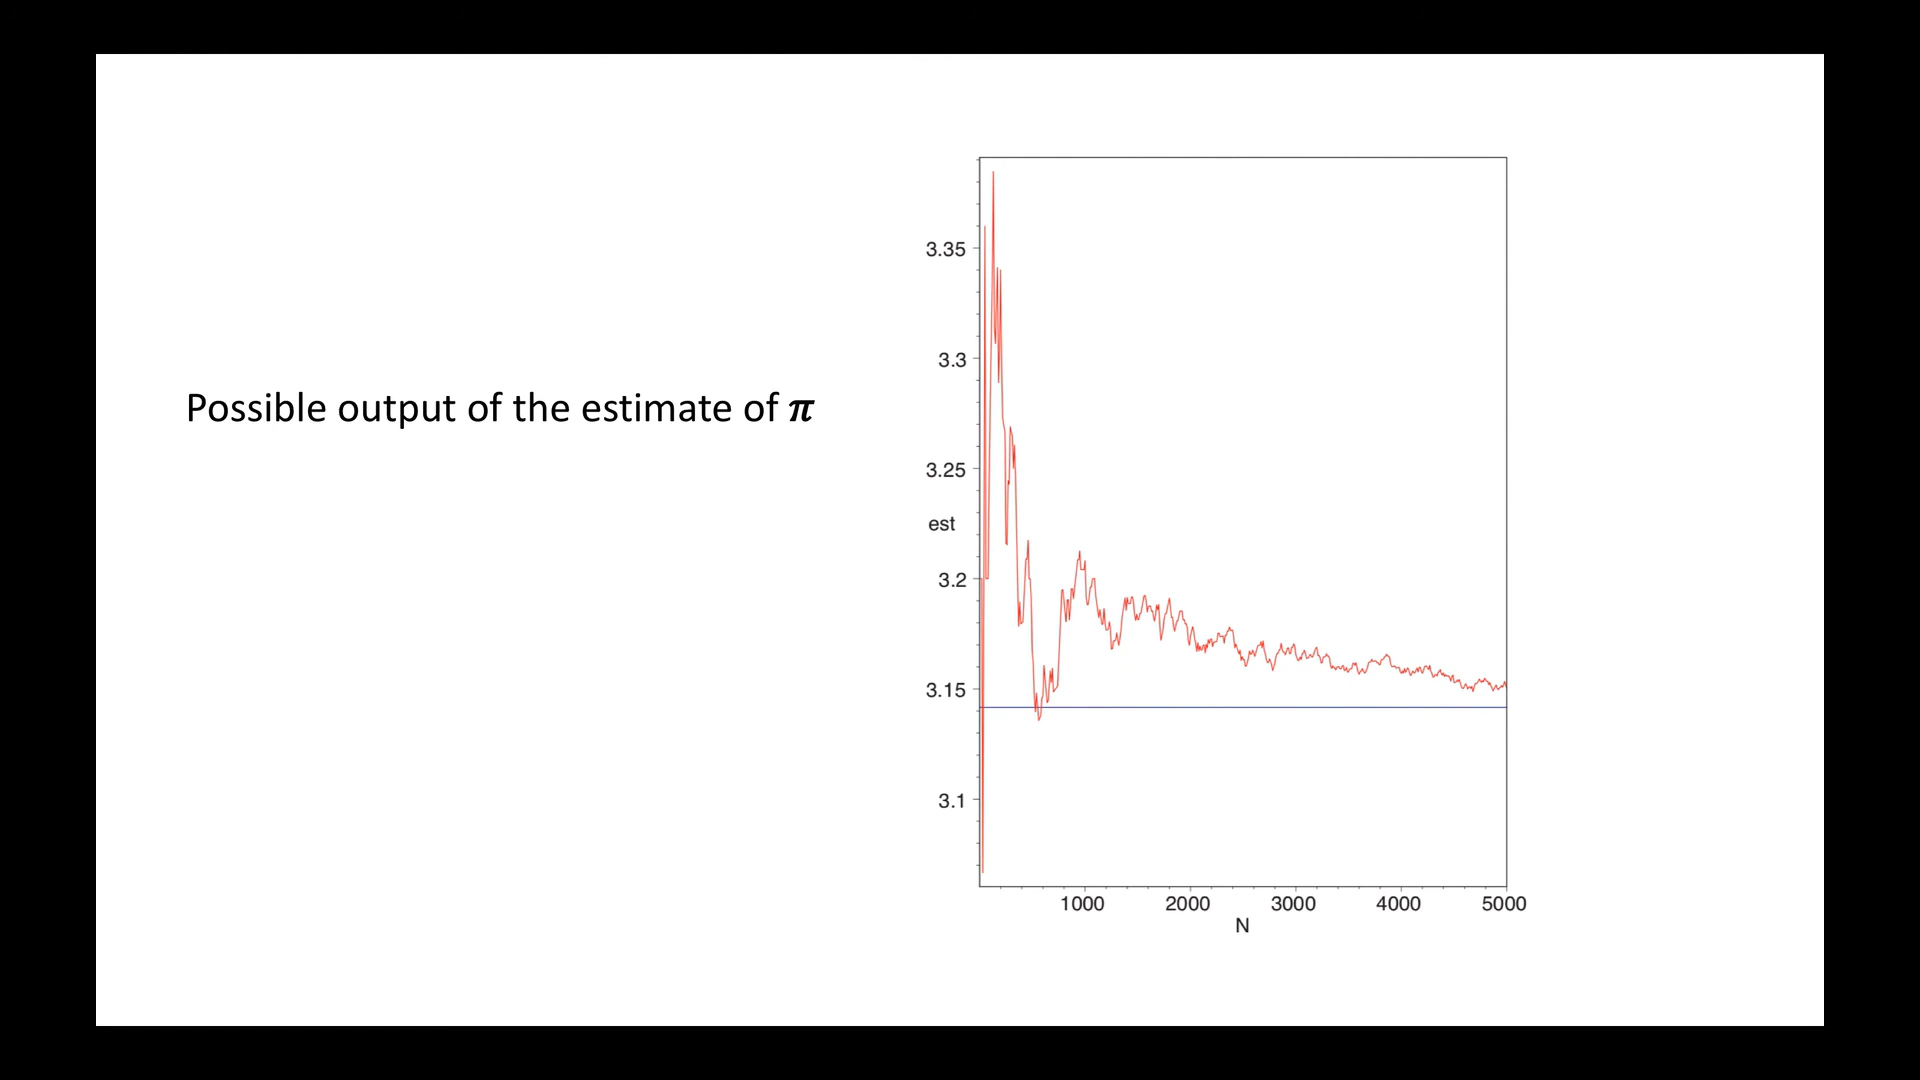 Possible output of the estimate of π
3.35
3.3
3.25
est
3.2
3.15
3.1
1000 2000 3000 4000 5000
N